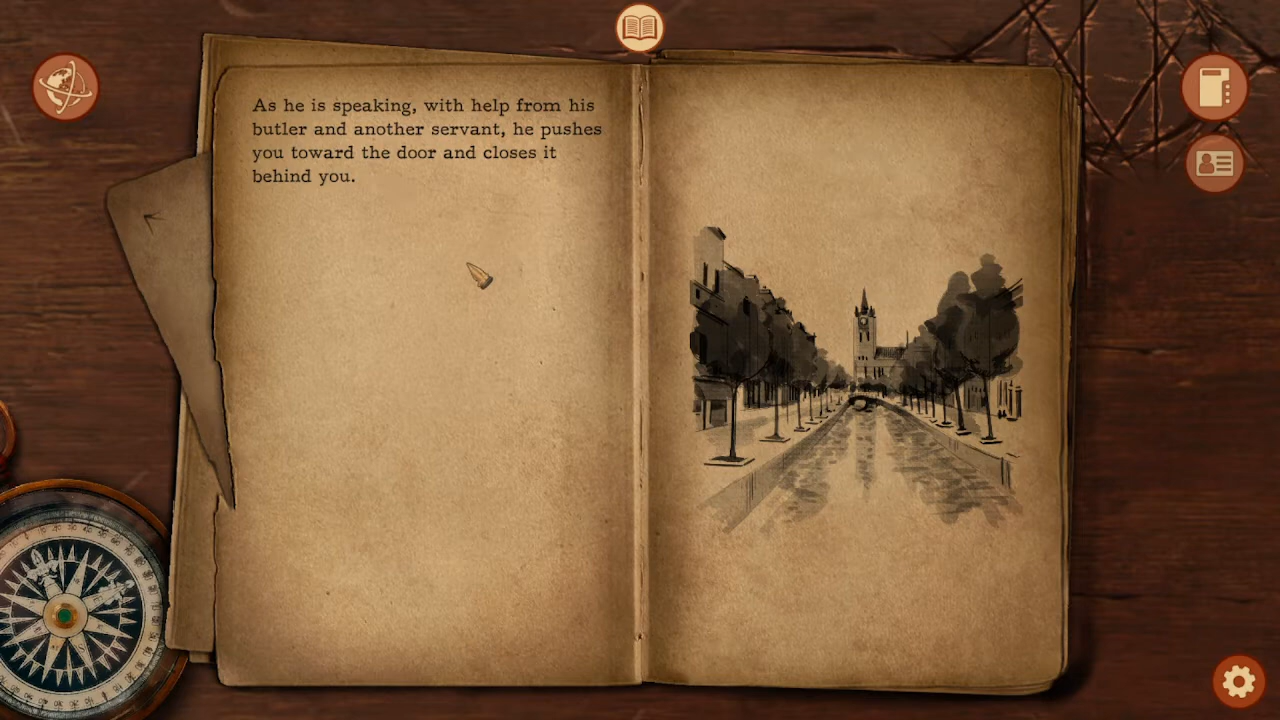 As he is speaking, with help from his
butler and another servant, he pushes
you toward the door and closes it
behind you.